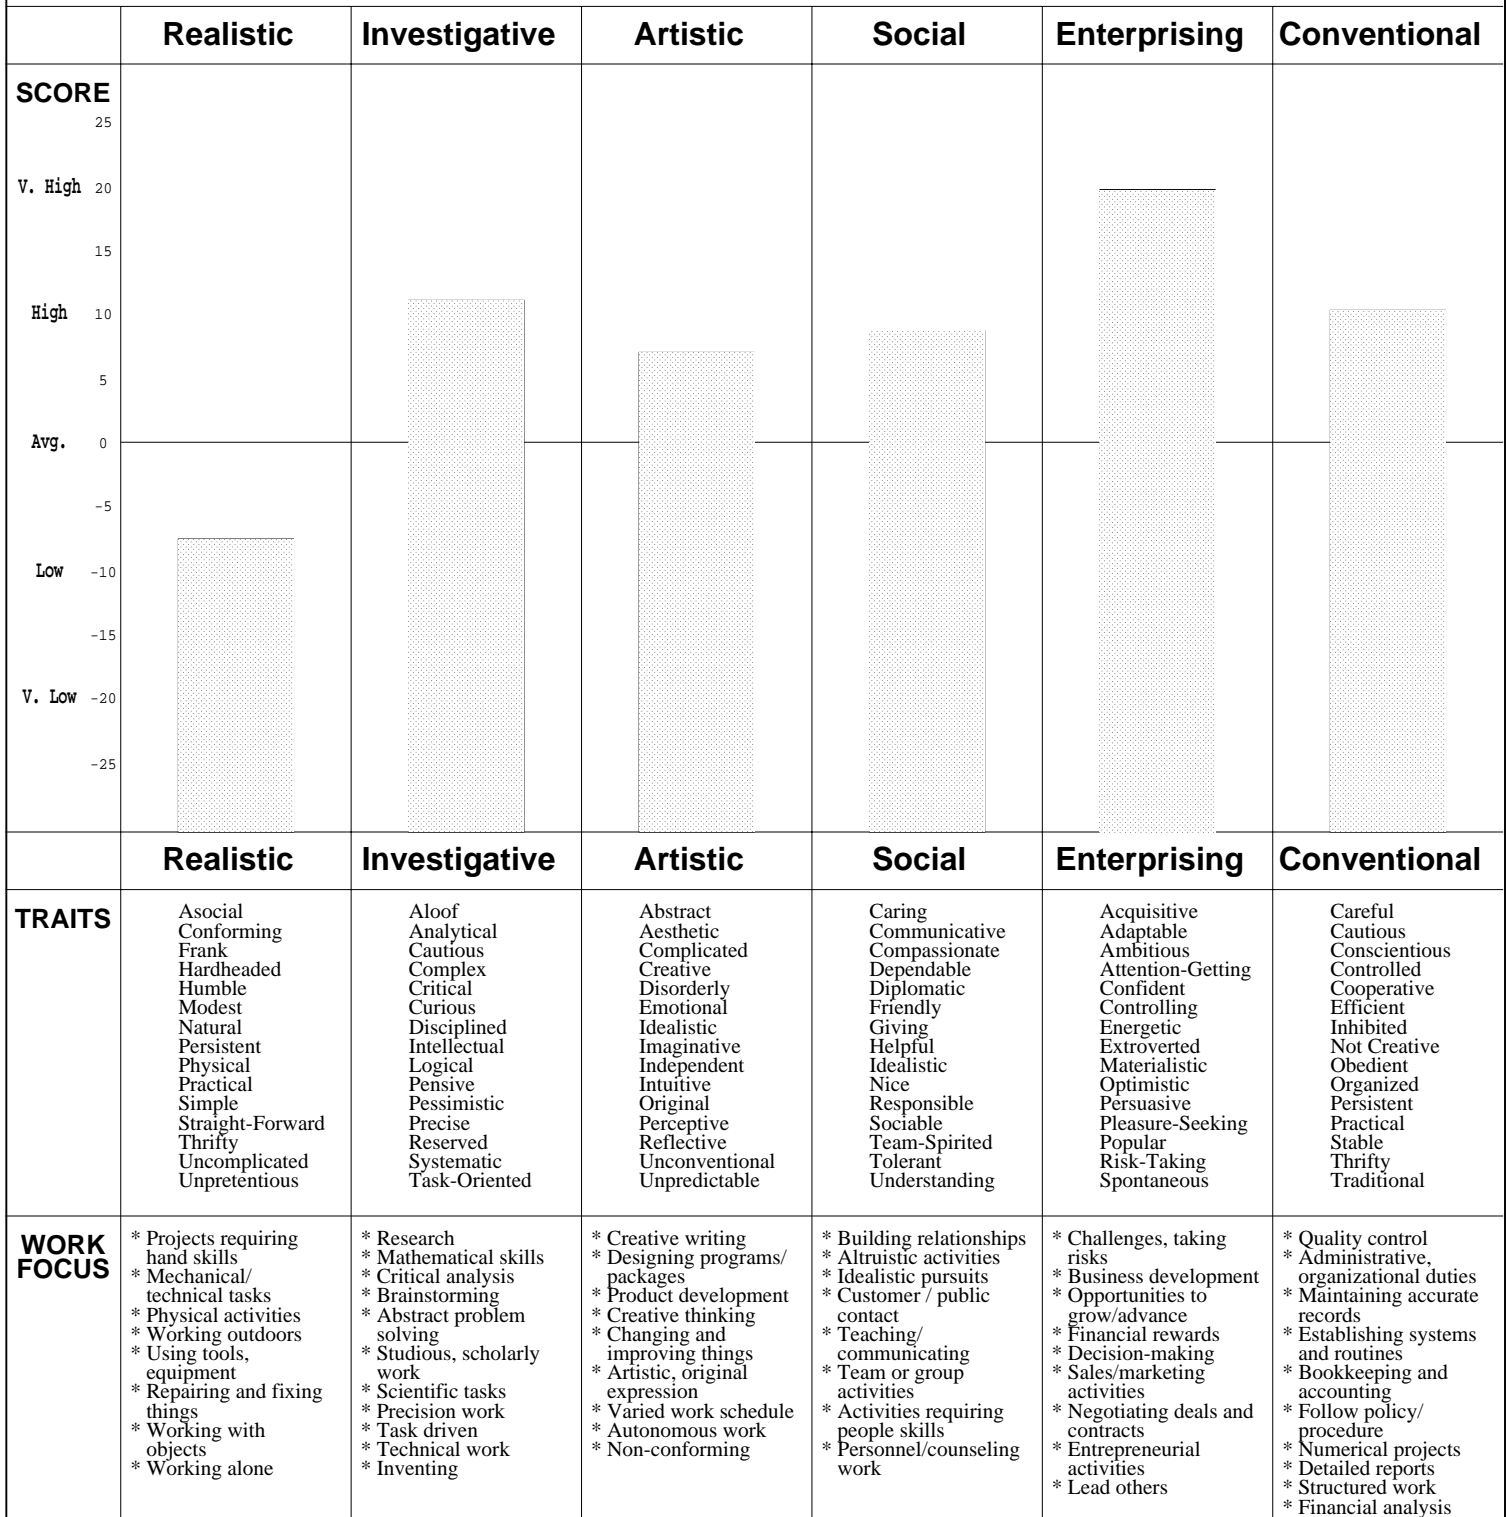 Realistic Investigative Artistic Social Enterprising Conventional
SCORE
25
V. High 20
15
High 10
5
Avg. 0
-5
Low -10
-15
V. Low -20
-25
Realistic Investigative Artistic Social Enterprising Conventional
TRAITS
Asocial
Conforming
Frank
Hardheaded
Humble
Modest
Natural
Persistent
Physical
Practical
Simple
Straight-Forward
Thrifty
Uncomplicated
Unpretentious
Aloof
Analytical
Cautious
Complex
Critical
Curious
Disciplined
Intellectual
Logical
Pensive
Pessimistic
Precise
Reserved
Systematic
Task-Oriented
Abstract
Aesthetic
Complicated
Creative
Disorderly
Emotional
Idealistic
Imaginative
Independent
Intuitive
Original
Perceptive
Reflective
Unconventional
Unpredictable
Caring
Communicative
Compassionate
Dependable
Diplomatic
Friendly
Giving
Helpful
Idealistic
Nice
Responsible
Sociable
Team-Spirited
Tolerant
Understanding
Acquisitive
Adaptable
Ambitious
Attention-Getting
Confident
Controlling
Energetic
Extroverted
Materialistic
Optimistic
Persuasive
Pleasure-Seeking
Popular
Risk-Taking
Spontaneous
Careful
Cautious
Conscientious
Controlled
Cooperative
Efficient
Inhibited
Not Creative
Obedient
Organized
Persistent
Practical
Stable
Thrifty
Traditional
WORK
FOCUS
* Projects requiring
hand skills
* Mechanical/
technical tasks
* Physical activities
* Working outdoors
* Using tools,
equipment
* Repairing and fixing
things
* Working with
objects
* Working alone
* Research
* Mathematical skills
* Critical analysis
* Brainstorming
* Abstract problem
solving
* Studious, scholarly
work
* Scientific tasks
* Precision work
* Task driven
* Technical work
* Inventing
* Creative writing
* Designing programs/
packages
* Product development
* Creative thinking
* Changing and
improving things
* Artistic, original
expression
* Varied work schedule
* Autonomous work
* Non-conforming
* Building relationships
* Altruistic activities
* Idealistic pursuits
* Customer / public
contact
* Teaching/
communicating
* Team or group
activities
* Activities requiring
people skills
* Personnel/counseling
work
* Challenges, taking
risks
* Business development
* Opportunities to
grow/advance
* Financial rewards
* Decision-making
* Sales/marketing
activities
* Negotiating deals and
contracts
* Entrepreneurial
activities
* Lead others
* Quality control
* Administrative,
organizational duties
* Maintaining accurate
records
* Establishing systems
and routines
* Bookkeeping and
accounting
* Follow policy/
procedure
* Numerical projects
* Detailed reports
* Structured work
* Financial analysis